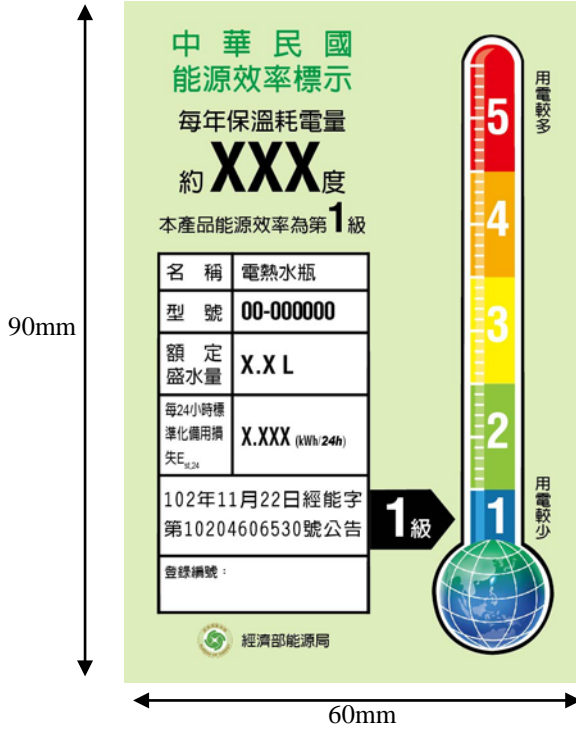 中華民國
能源效率標示
每年保溫耗電量
約XXX度
本產品能源效率為第1級
名稱 電熱水瓶
型號 00-000000
額定
盛水量 X.X L
每24小時標
準化備用損
失E_st,24 X.XXX (kWh/24h)
102年11月22日經能字
第10204606530號公告
登錄編號：
經濟部能源局
1級
用電較多
5
4
3
2
1
用電較少
90mm
60mm